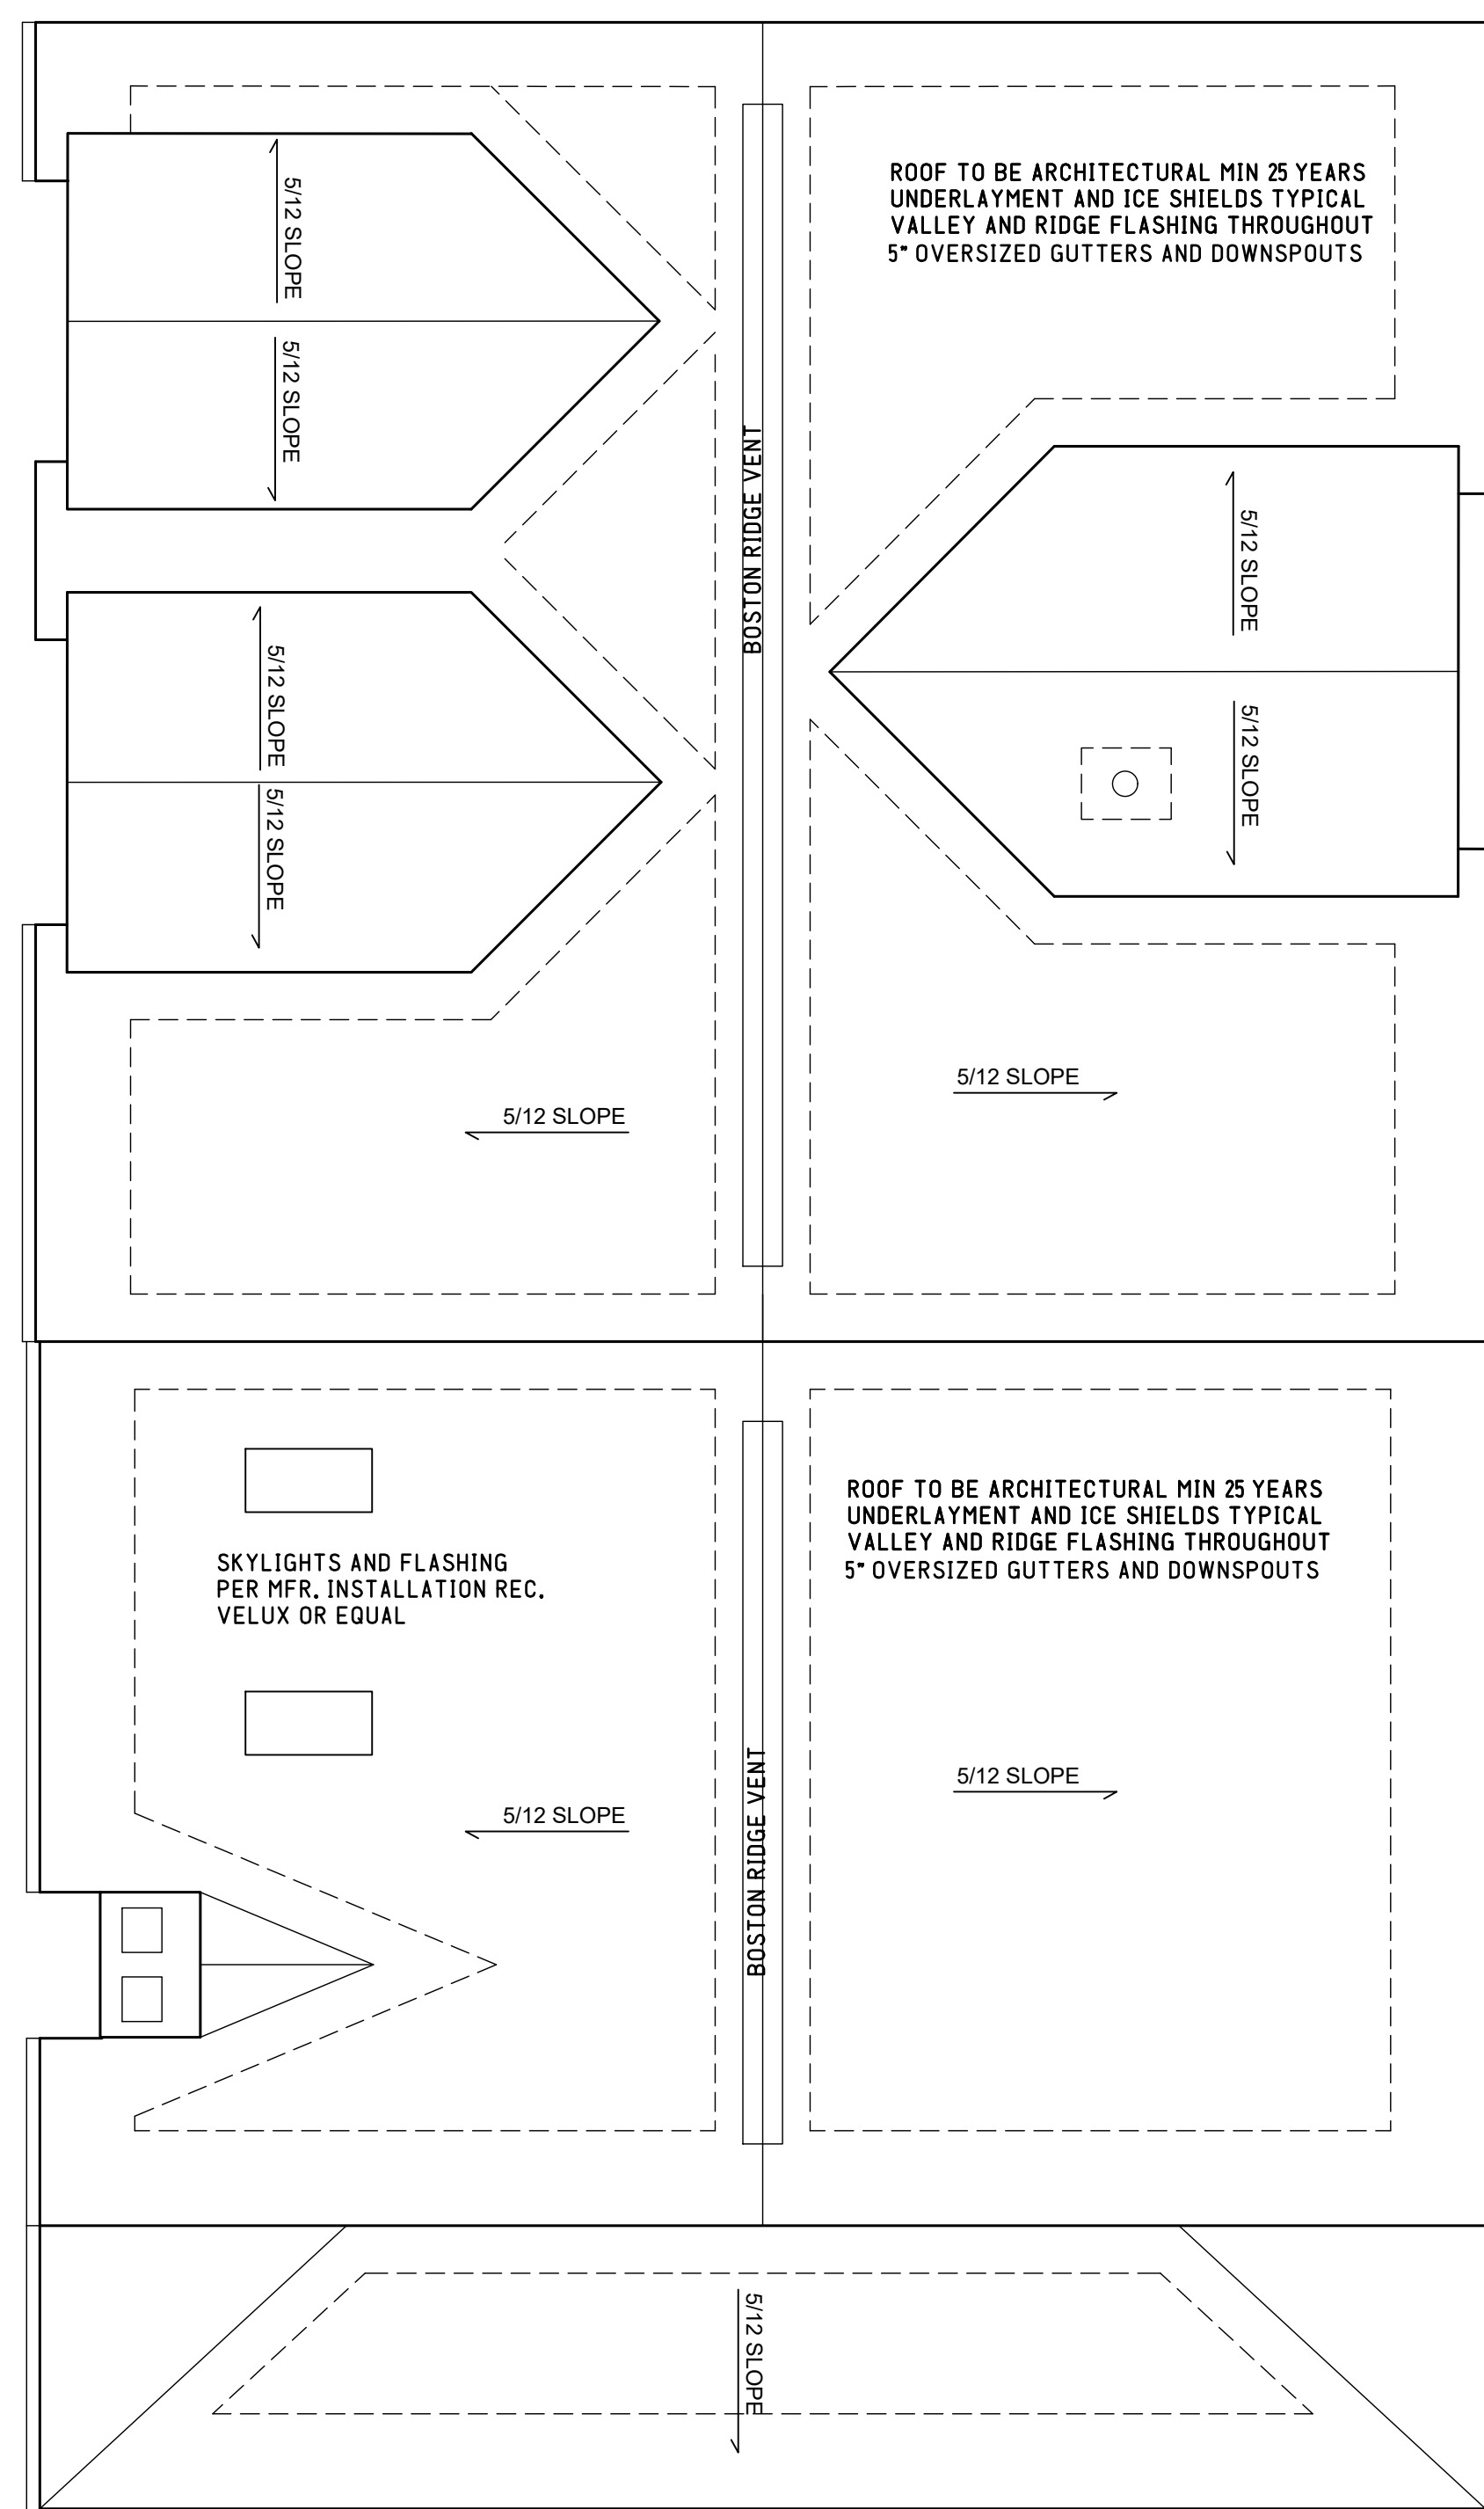 5/12 SLOPE
5/12 SLOPE
ROOF TO BE ARCHITECTURAL MIN 25 YEARS
UNDERLAYMENT AND ICE SHIELDS TYPICAL
VALLEY AND RIDGE FLASHING THROUGHOUT
5" OVERSIZED GUTTERS AND DOWNSPOUTS
BOSTON RIDGE VENT
5/12 SLOPE
5/12 SLOPE
5/12 SLOPE
5/12 SLOPE
5/12 SLOPE
5/12 SLOPE
ROOF TO BE ARCHITECTURAL MIN 25 YEARS
UNDERLAYMENT AND ICE SHIELDS TYPICAL
VALLEY AND RIDGE FLASHING THROUGHOUT
5" OVERSIZED GUTTERS AND DOWNSPOUTS
SKYLIGHTS AND FLASHING
PER MFR. INSTALLATION REC.
VELUX OR EQUAL
BOSTON RIDGE VENT
5/12 SLOPE
5/12 SLOPE
5/12 SLOPE